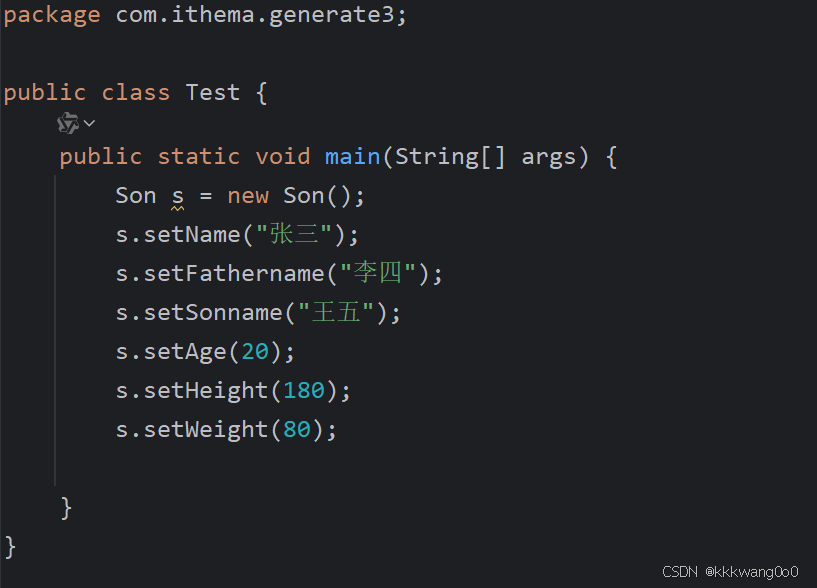 package com.ithema.generate3;
public class Test {
public static void main(String[] args) {
Son s = new Son();
s.setName("张三");
s.setFathername("李四");
s.setSonname("王五");
s.setAge(20);
s.setHeight(180);
s.setWeight(80);
}
}
CSDN @kkkwang0o0